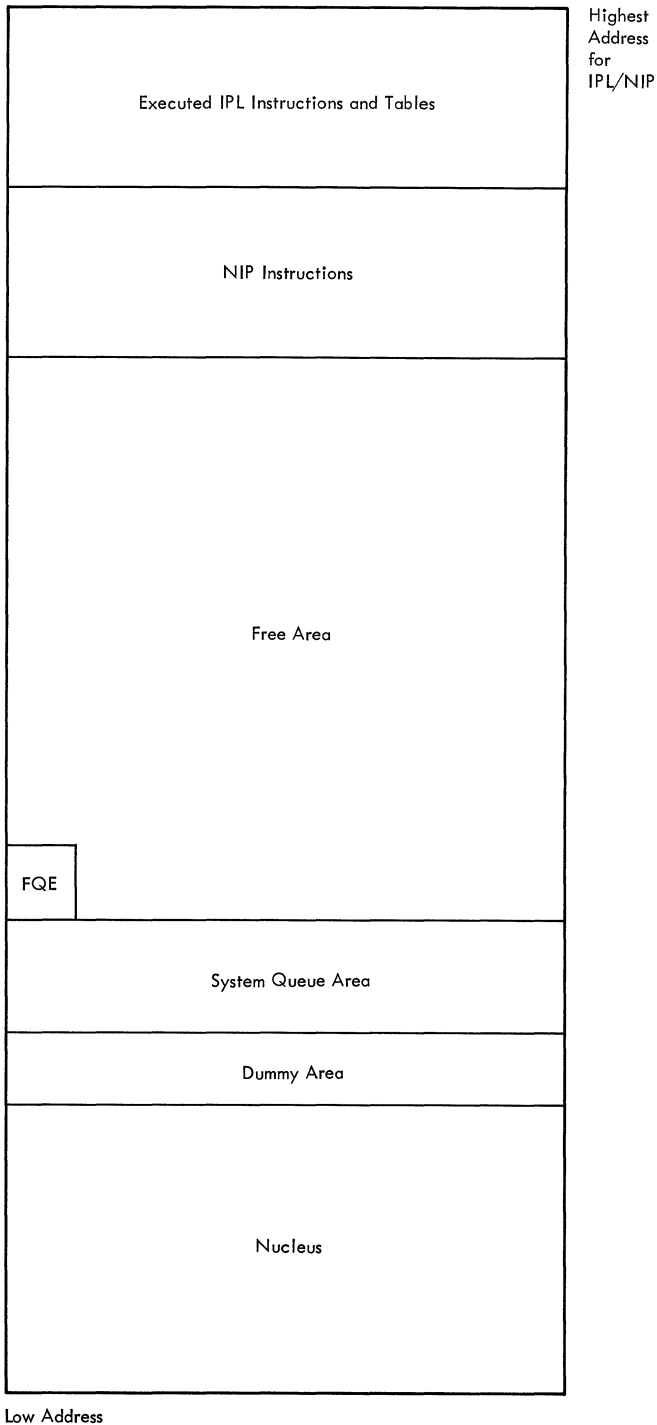 Highest
Address
for
IPL/NIP
Executed IPL Instructions and Tables
NIP Instructions
Free Area
FQE
System Queue Area
Dummy Area
Nucleus
Low Address